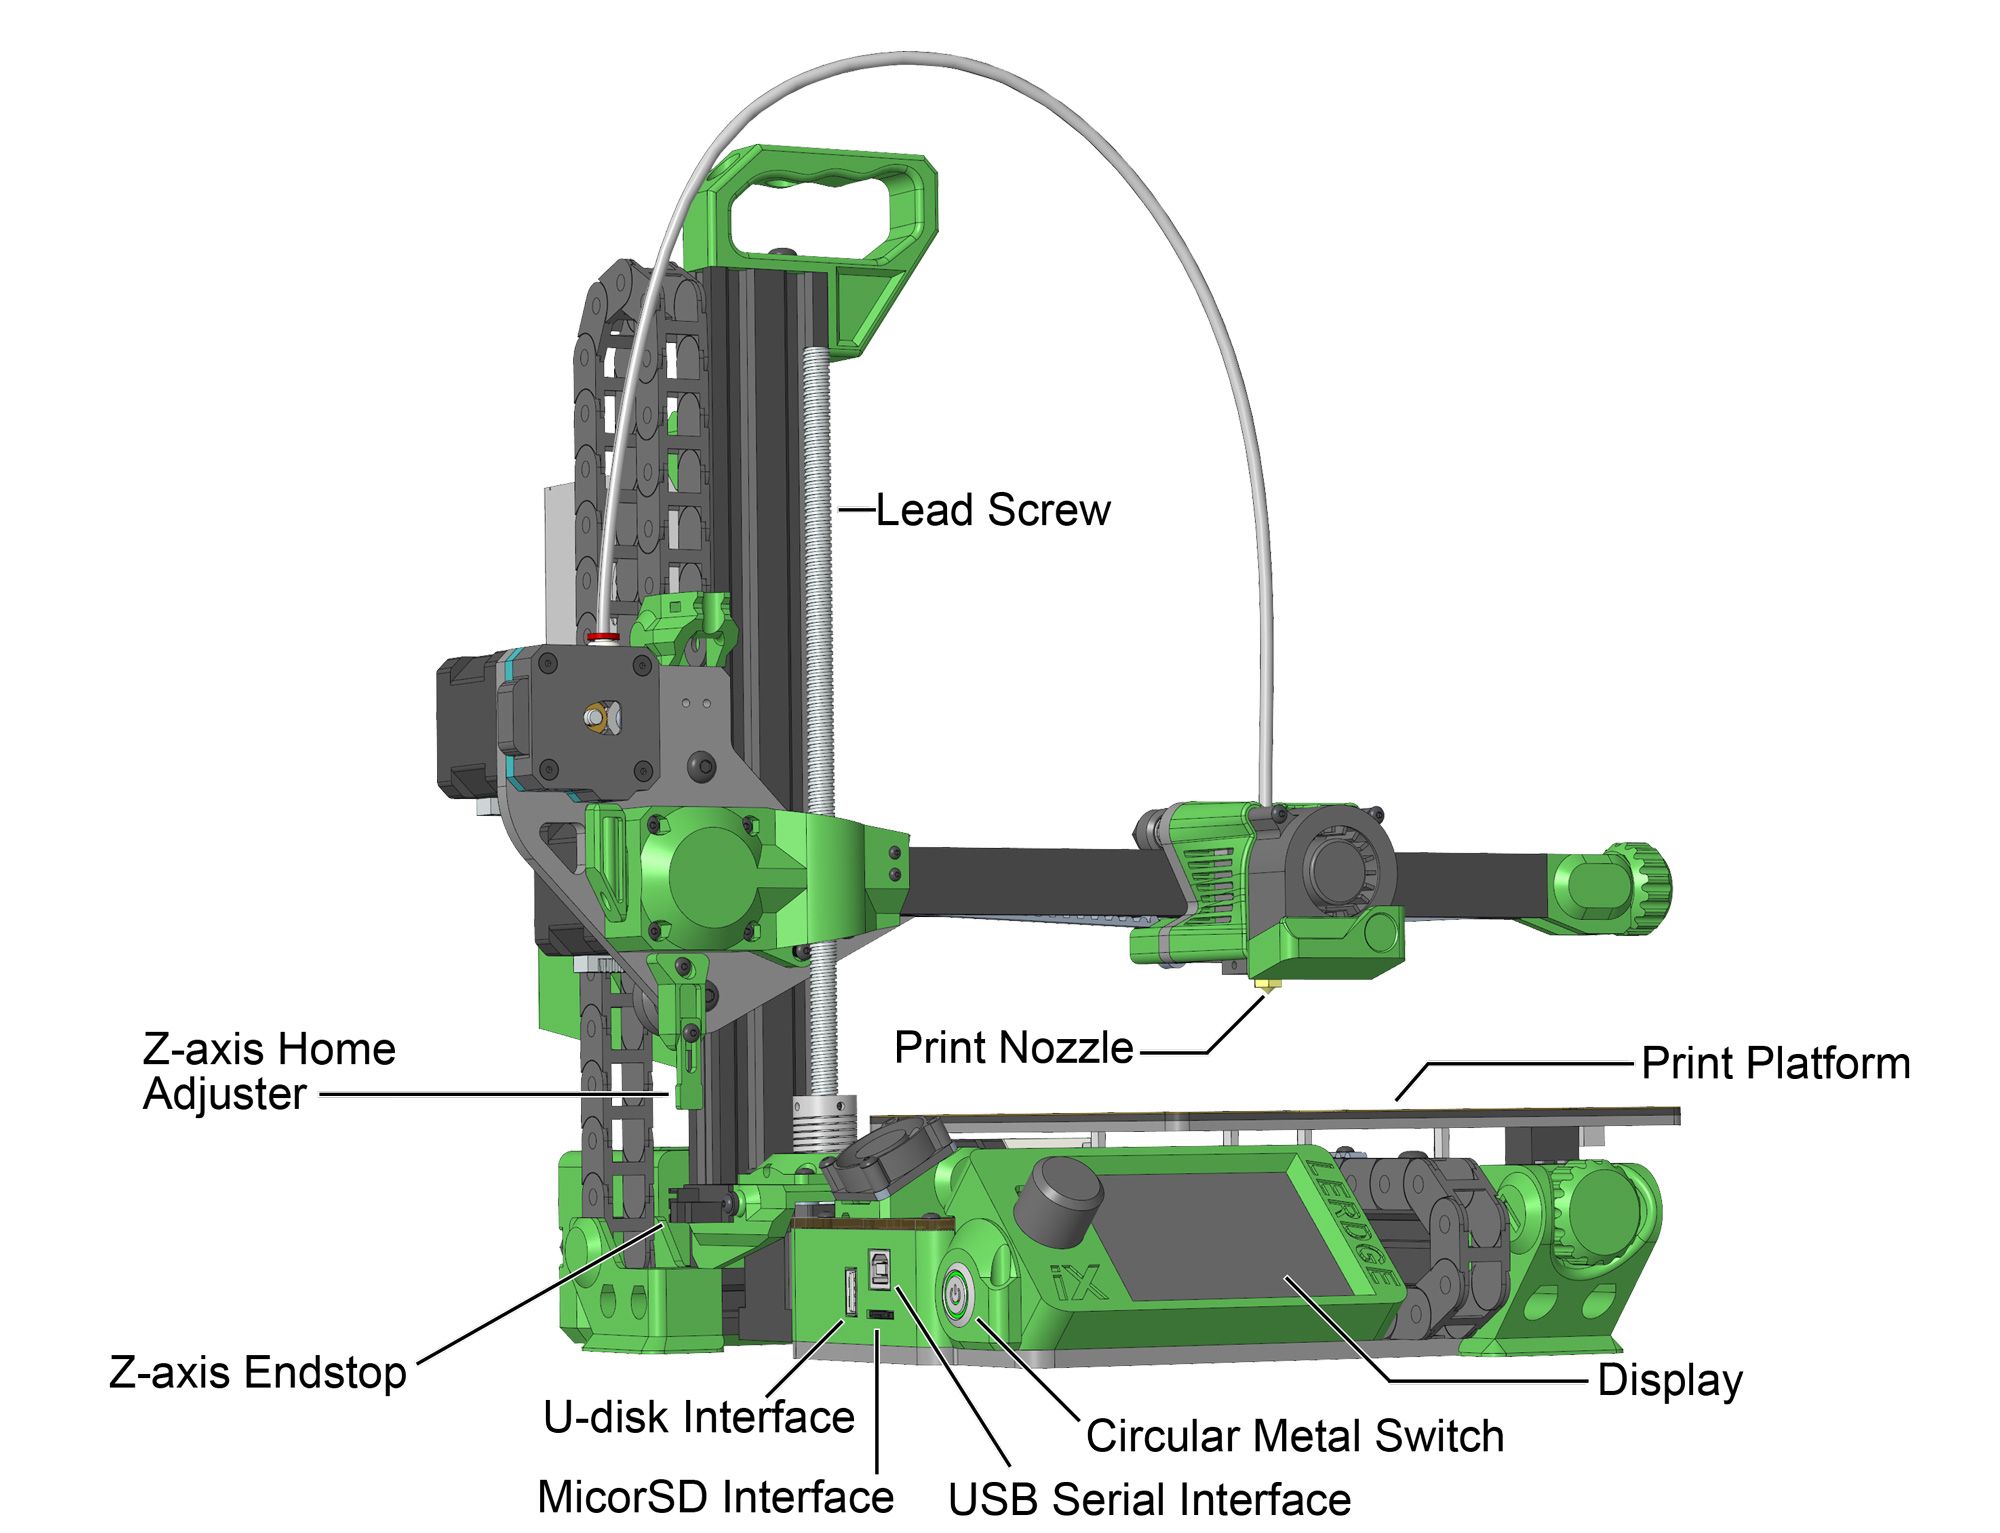 Lead Screw
Z-axis Home
Adjuster
Print Nozzle
Print Platform
LERDGE
iX
Z-axis Endstop
U-disk Interface
MicorSD Interface
USB Serial Interface
Circular Metal Switch
Display